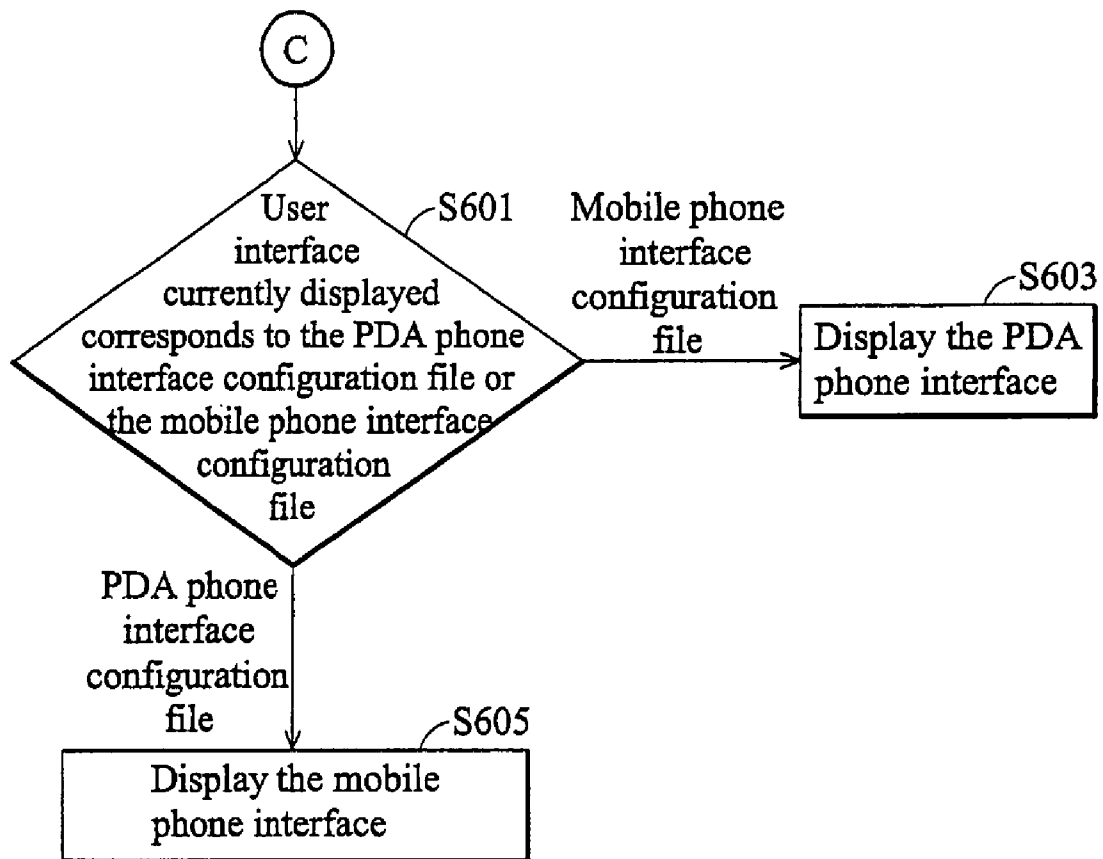 C
User
interface
currently displayed
corresponds to the PDA phone
interface configuration file or
the mobile phone interface
configuration
file
S601
Mobile phone
interface
configuration
file
S603
Display the PDA
phone interface
PDA phone
interface
configuration
file
S605
Display the mobile
phone interface